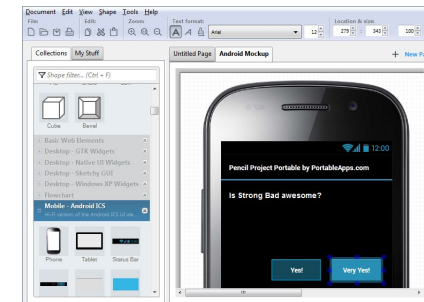 Document Edit View Shape Tools Help
File Edit: Zoom Text format: Location & size
A A A Arial 12 279 : 343 100
Collections My Stuff Untitled Page Android Mockup + New Pa
Shape filter... (Ctrl + F)
Cube Bevel
Basic Web Elements
Desktop - GTK Widgets
Desktop - Native UI Widgets
Desktop - Sketchy GUI
Desktop - Windows XP Widgets
Flowchart
Mobile - Android ICS
Hi-Fi version of the Android ICS UI ele...
Phone Tablet Status Bar
12:00
Pencil Project Portable by PortableApps.com
Is Strong Bad awesome?
Yes! Very Yes!